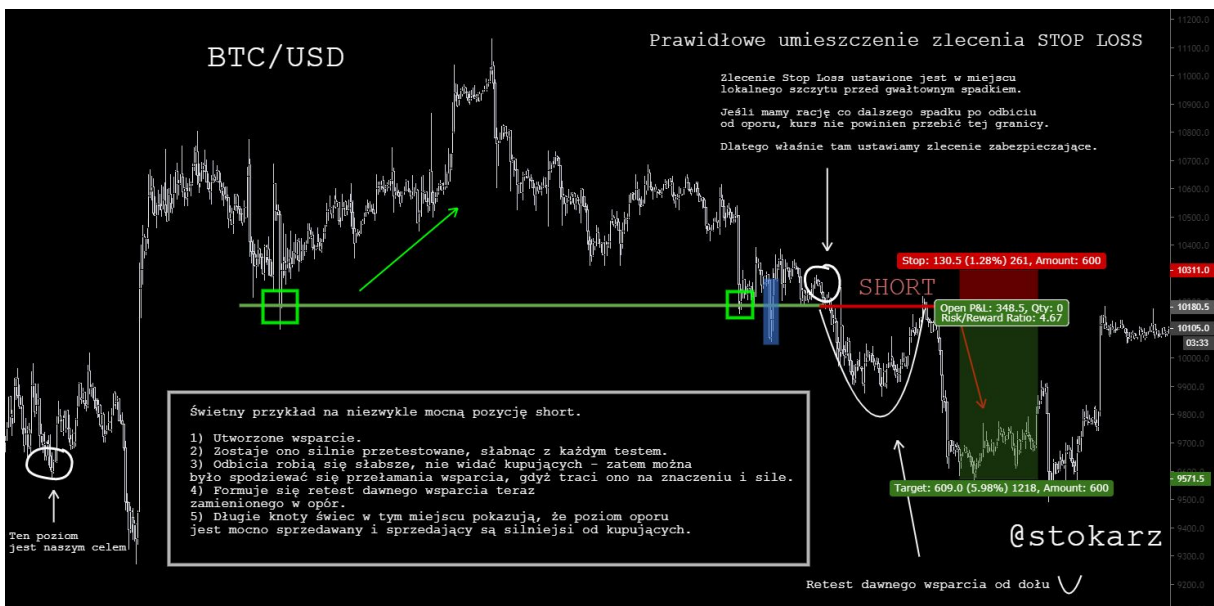 BTC/USD
Prawidłowe umieszczenie zlecenia STOP LOSS
Zlecenie Stop Loss ustawione jest w miejscu
lokalnego szczytu przed gwałtownym spadkiem.
Jeśli mamy rację co dalszego spadku po odbiciu
od oporu, kurs nie powinien przebić tej granicy.
Dlatego właśnie tam ustawiamy zlecenie zabezpieczające.
Stop: 130.5 (1.28%) 261, Amount: 600
SHORT
Open P&L: 348.5, Qty: 0
Risk/Reward Ratio: 4.67
Target: 609.0 (5.98%) 1218, Amount: 600
Świetny przykład na niezwykle mocną pozycję short.
1) Utworzone wsparcie.
2) Zostaje ono silnie przetestowane, słabnąc z każdym testem.
3) Odbicia robią się słabsze, nie widać kupujących – zatem można
było spodziewać się przełamania wsparcia, gdyż traci ono na znaczeniu i sile.
4) Formuje się retest dawnego wsparcia teraz
zamienionego w opór.
5) Długie knoty świec w tym miejscu pokazują, że poziom oporu
jest mocno sprzedawany i sprzedający są silniejsi od kupujących.
Ten poziom
jest naszym celem
@stokarz
Retest dawnego wsparcia od dołu
11200.0
11100.0
11000.0
10900.0
10800.0
10700.0
10600.0
10500.0
10400.0
10311.0
10180.5
10105.0
03:33
10000.0
9900.0
9800.0
9700.0
9571.5
9500.0
9400.0
9300.0
9200.0